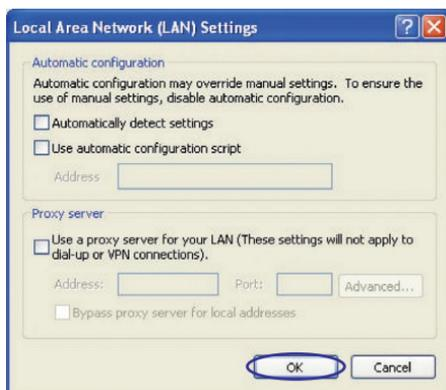 Local Area Network (LAN) Settings
Automatic configuration
Automatic configuration may override manual settings. To ensure the
use of manual settings, disable automatic configuration.
Automatically detect settings
Use automatic configuration script
Address
Proxy server
Use a proxy server for your LAN (These settings will not apply to
dial-up or VPN connections).
Address:
Port:
Advanced...
Bypass proxy server for local addresses
OK
Cancel